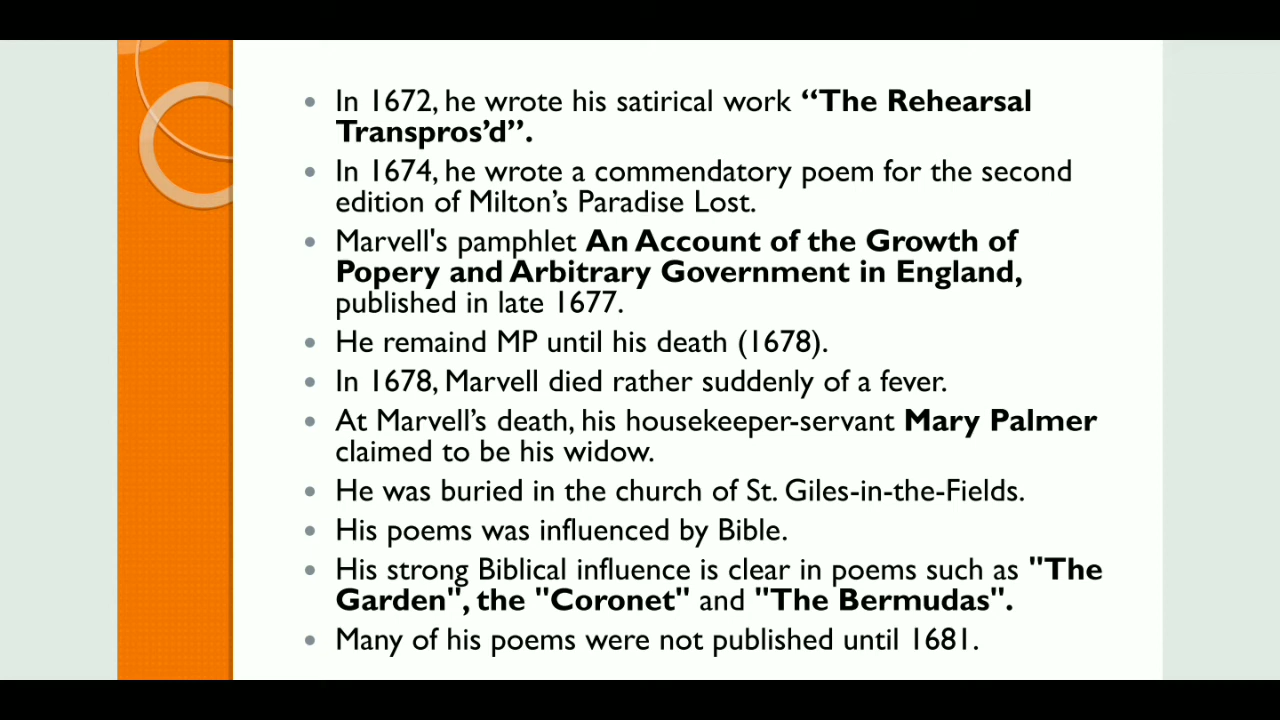 • In 1672, he wrote his satirical work “The Rehearsal
Transpros’d”.
• In 1674, he wrote a commendatory poem for the second
edition of Milton’s Paradise Lost.
• Marvell's pamphlet An Account of the Growth of
Popery and Arbitrary Government in England,
published in late 1677.
• He remaind MP until his death (1678).
• In 1678, Marvell died rather suddenly of a fever.
• At Marvell’s death, his housekeeper-servant Mary Palmer
claimed to be his widow.
• He was buried in the church of St. Giles-in-the-Fields.
• His poems was influenced by Bible.
• His strong Biblical influence is clear in poems such as "The
Garden", the "Coronet" and "The Bermudas".
• Many of his poems were not published until 1681.